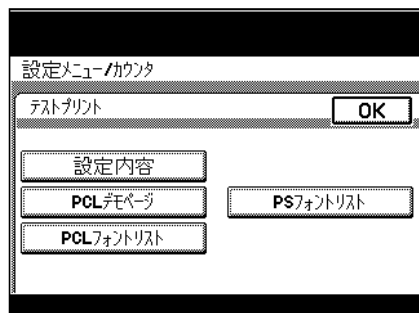 設定メニュー/カウンタ
テストプリント OK
設定内容
PCLデモページ PSフォントリスト
PCLフォントリスト